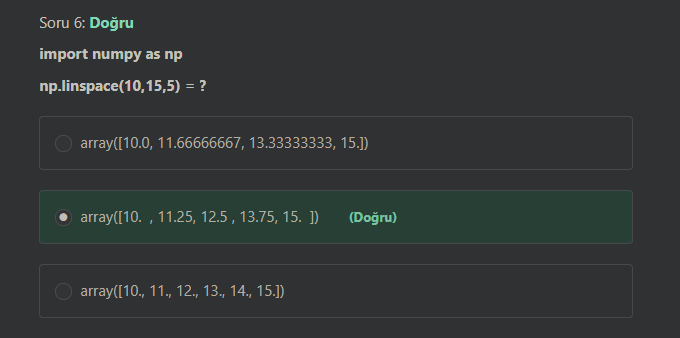 Soru 6: Doğru
import numpy as np
np.linspace(10,15,5) = ?
array([10.0, 11.66666667, 13.33333333, 15.])
array([10.  , 11.25, 12.5 , 13.75, 15.  ]) (Doğru)
array([10., 11., 12., 13., 14., 15.])